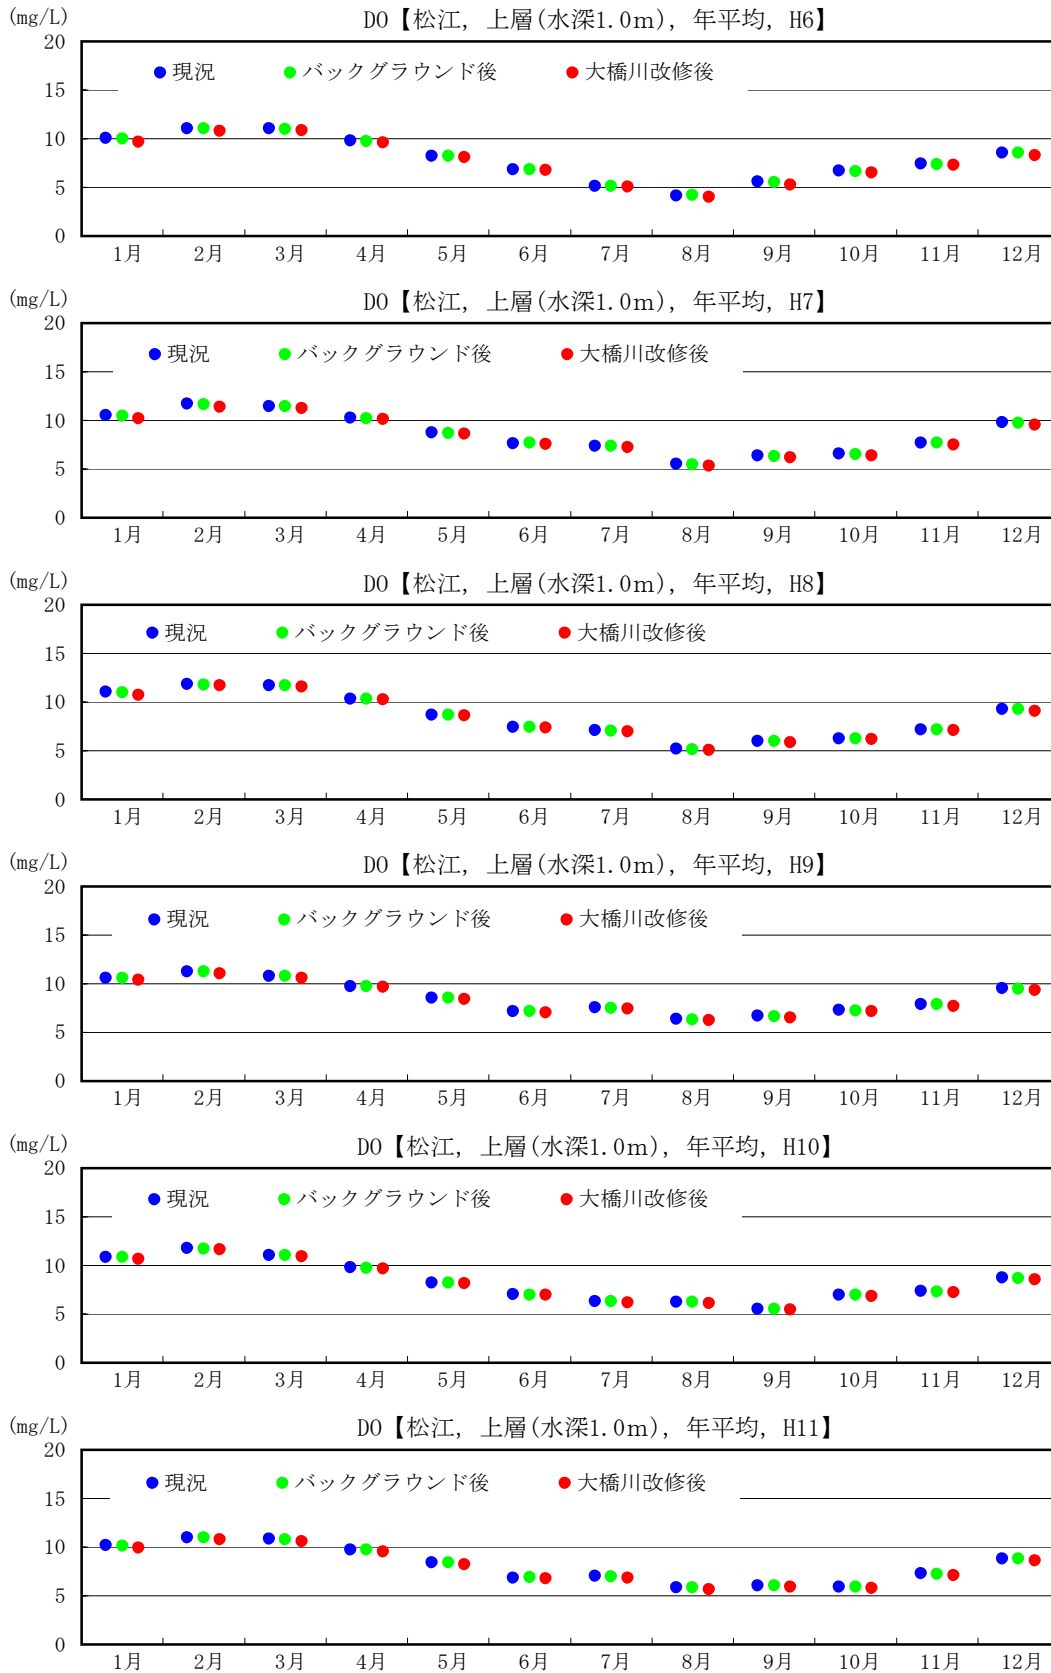 (mg/L) DO【松江, 上層(水深1.0m), 年平均, H6】
20
現況 バックグラウンド後 大橋川改修後
15
10
5
0
1月 2月 3月 4月 5月 6月 7月 8月 9月 10月 11月 12月
(mg/L) DO【松江, 上層(水深1.0m), 年平均, H7】
20
現況 バックグラウンド後 大橋川改修後
15
10
5
0
1月 2月 3月 4月 5月 6月 7月 8月 9月 10月 11月 12月
(mg/L) DO【松江, 上層(水深1.0m), 年平均, H8】
20
現況 バックグラウンド後 大橋川改修後
15
10
5
0
1月 2月 3月 4月 5月 6月 7月 8月 9月 10月 11月 12月
(mg/L) DO【松江, 上層(水深1.0m), 年平均, H9】
20
現況 バックグラウンド後 大橋川改修後
15
10
5
0
1月 2月 3月 4月 5月 6月 7月 8月 9月 10月 11月 12月
(mg/L) DO【松江, 上層(水深1.0m), 年平均, H10】
20
現況 バックグラウンド後 大橋川改修後
15
10
5
0
1月 2月 3月 4月 5月 6月 7月 8月 9月 10月 11月 12月
(mg/L) DO【松江, 上層(水深1.0m), 年平均, H11】
20
現況 バックグラウンド後 大橋川改修後
15
10
5
0
1月 2月 3月 4月 5月 6月 7月 8月 9月 10月 11月 12月